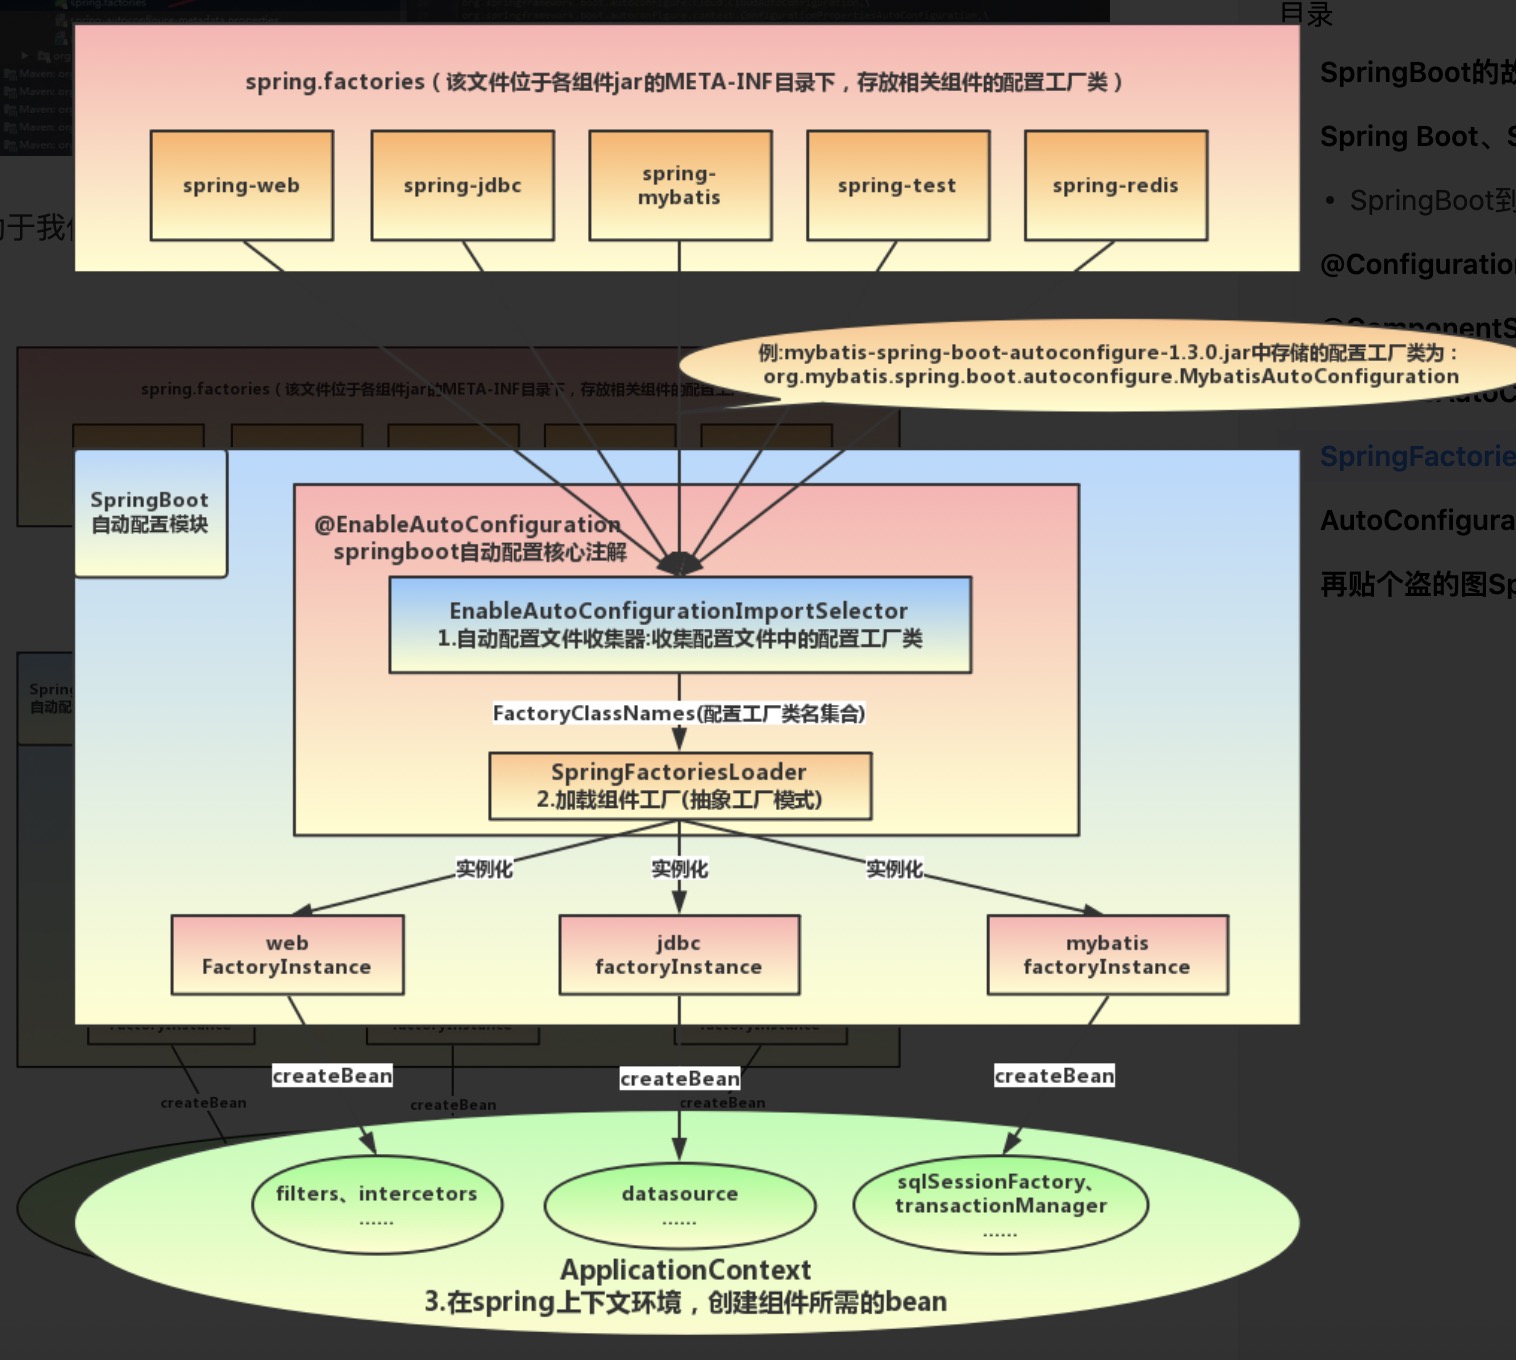 spring.factories
目录
spring.factories（该文件位于各组件jar的META-INF目录下，存放相关组件的配置工厂类）
SpringBoot的故
spring-web
spring-jdbc
spring-
mybatis
spring-test
spring-redis
Spring Boot、S
• SpringBoot到
于我们
@Configuration
@ComponentS
例:mybatis-spring-boot-autoconfigure-1.3.0.jar中存储的配置工厂类为：
org.mybatis.spring.boot.autoconfigure.MybatisAutoConfiguration
spring.factories（该文件位于各组件jar的META-INF目录下，存放相关组件的配置工
SpringFactorie
SpringBoot
自动配置模块
@EnableAutoConfiguration
springboot自动配置核心注解
AutoConfigura
再贴个盗的图Sp
EnableAutoConfigurationImportSelector
1.自动配置文件收集器:收集配置文件中的配置工厂类
Spring
自动配
FactoryClassNames(配置工厂类名集合)
SpringFactoriesLoader
2.加载组件工厂(抽象工厂模式)
实例化
实例化
实例化
web
FactoryInstance
jdbc
factoryInstance
mybatis
factoryInstance
createBean
createBean
createBean
createBean
createBean
createBean
filters、intercetors
......
datasource
......
sqlSessionFactory、
transactionManager
......
ApplicationContext
3.在spring上下文环境，创建组件所需的bean